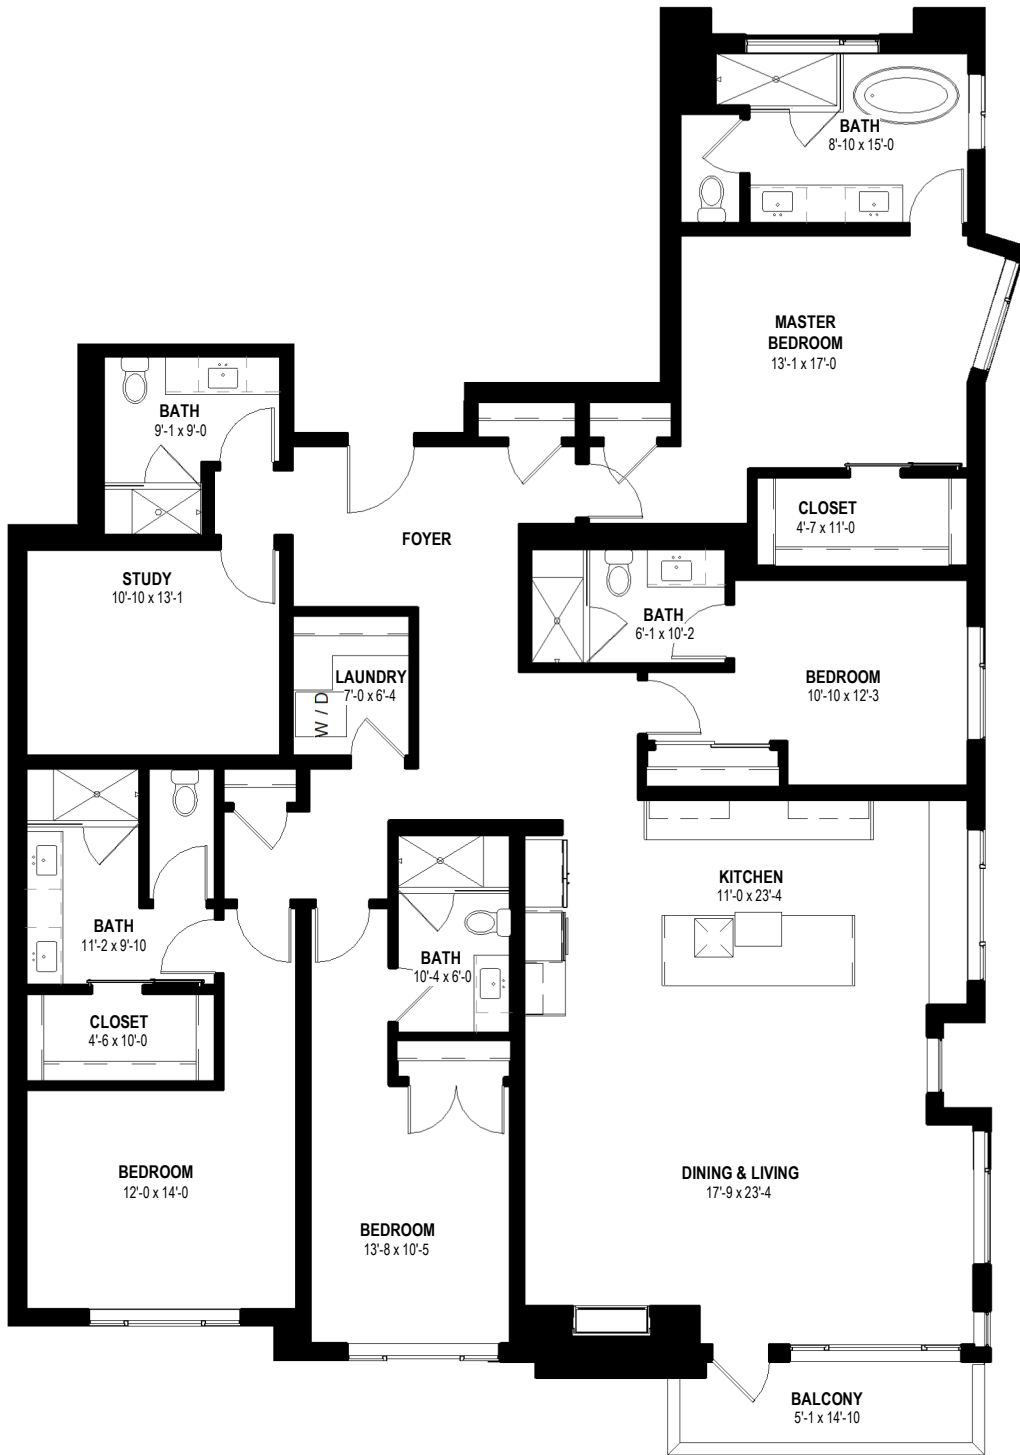 BATH
8'-10 x 15'-0
MASTER
BEDROOM
13'-1 x 17'-0
BATH
9'-1 x 9'-0
CLOSET
4'-7 x 11'-0
FOYER
STUDY
10'-10 x 13'-1
BATH
6'-1 x 10'-2
LAUNDRY
7'-0 x 6'-4
W / D
BEDROOM
10'-10 x 12'-3
KITCHEN
11'-0 x 23'-4
BATH
11'-2 x 9'-10
BATH
10'-4 x 6'-0
CLOSET
4'-6 x 10'-0
BEDROOM
12'-0 x 14'-0
DINING & LIVING
17'-9 x 23'-4
BEDROOM
13'-8 x 10'-5
BALCONY
5'-1 x 14'-10